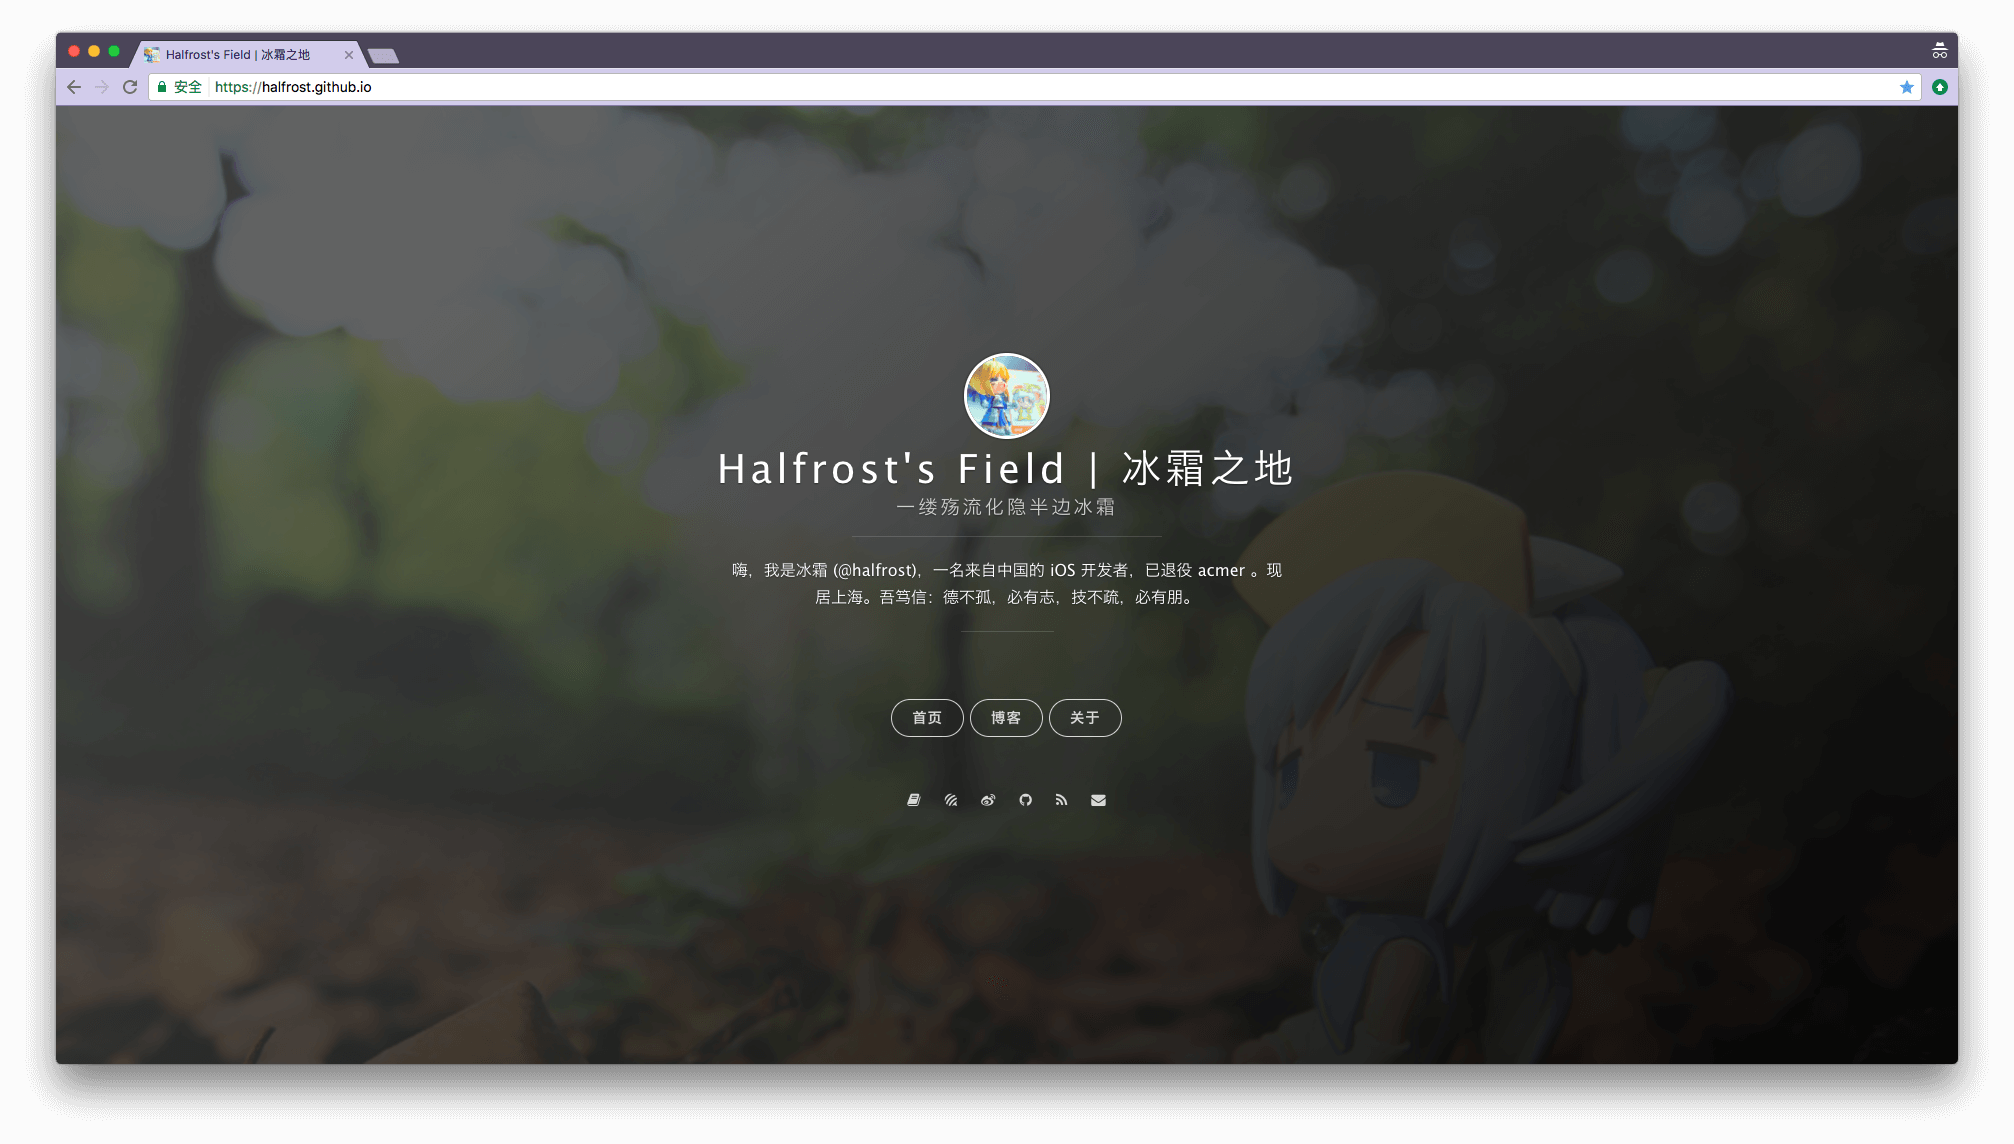 Halfrost's Field | 冰霜之地
安全 https://halfrost.github.io
Halfrost's Field | 冰霜之地
一缕殇流化隐半边冰霜
嗨，我是冰霜 (@halfrost)，一名来自中国的 iOS 开发者，已退役 acmer 。现
居上海。吾笃信：德不孤，必有志，技不疏，必有朋。
首页 博客 关于